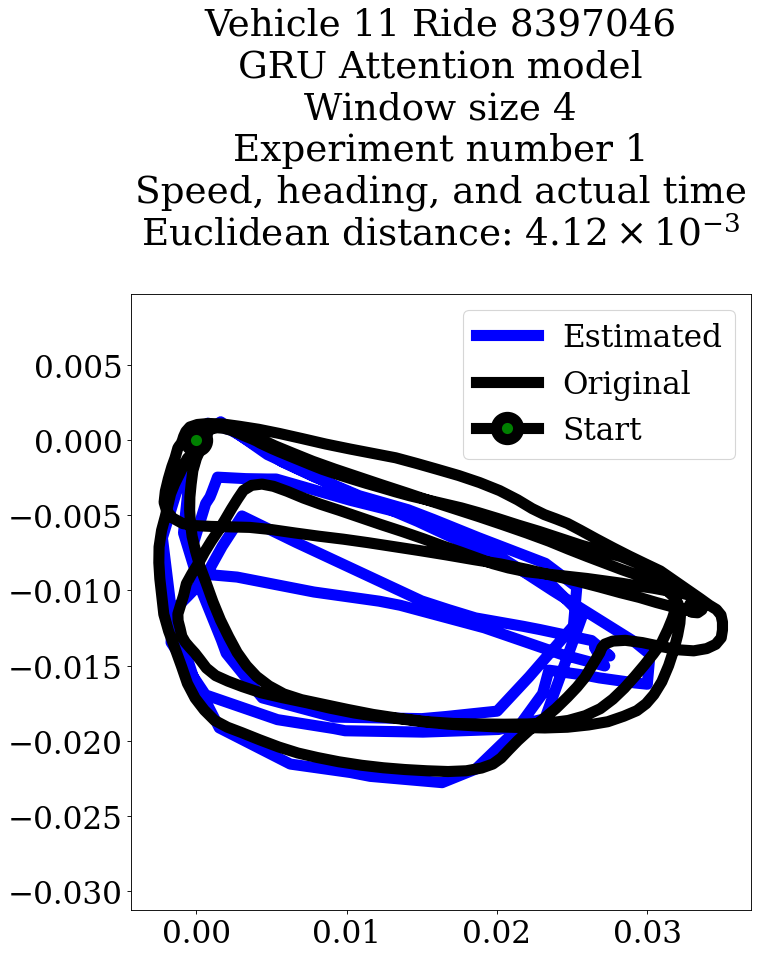 Vehicle 11 Ride 8397046
GRU Attention model
Window size 4
Experiment number 1
Speed, heading, and actual time
Euclidean distance: 4.12 × 10⁻³
Estimated
Original
Start
0.005
0.000
−0.005
−0.010
−0.015
−0.020
−0.025
−0.030
0.00 0.01 0.02 0.03